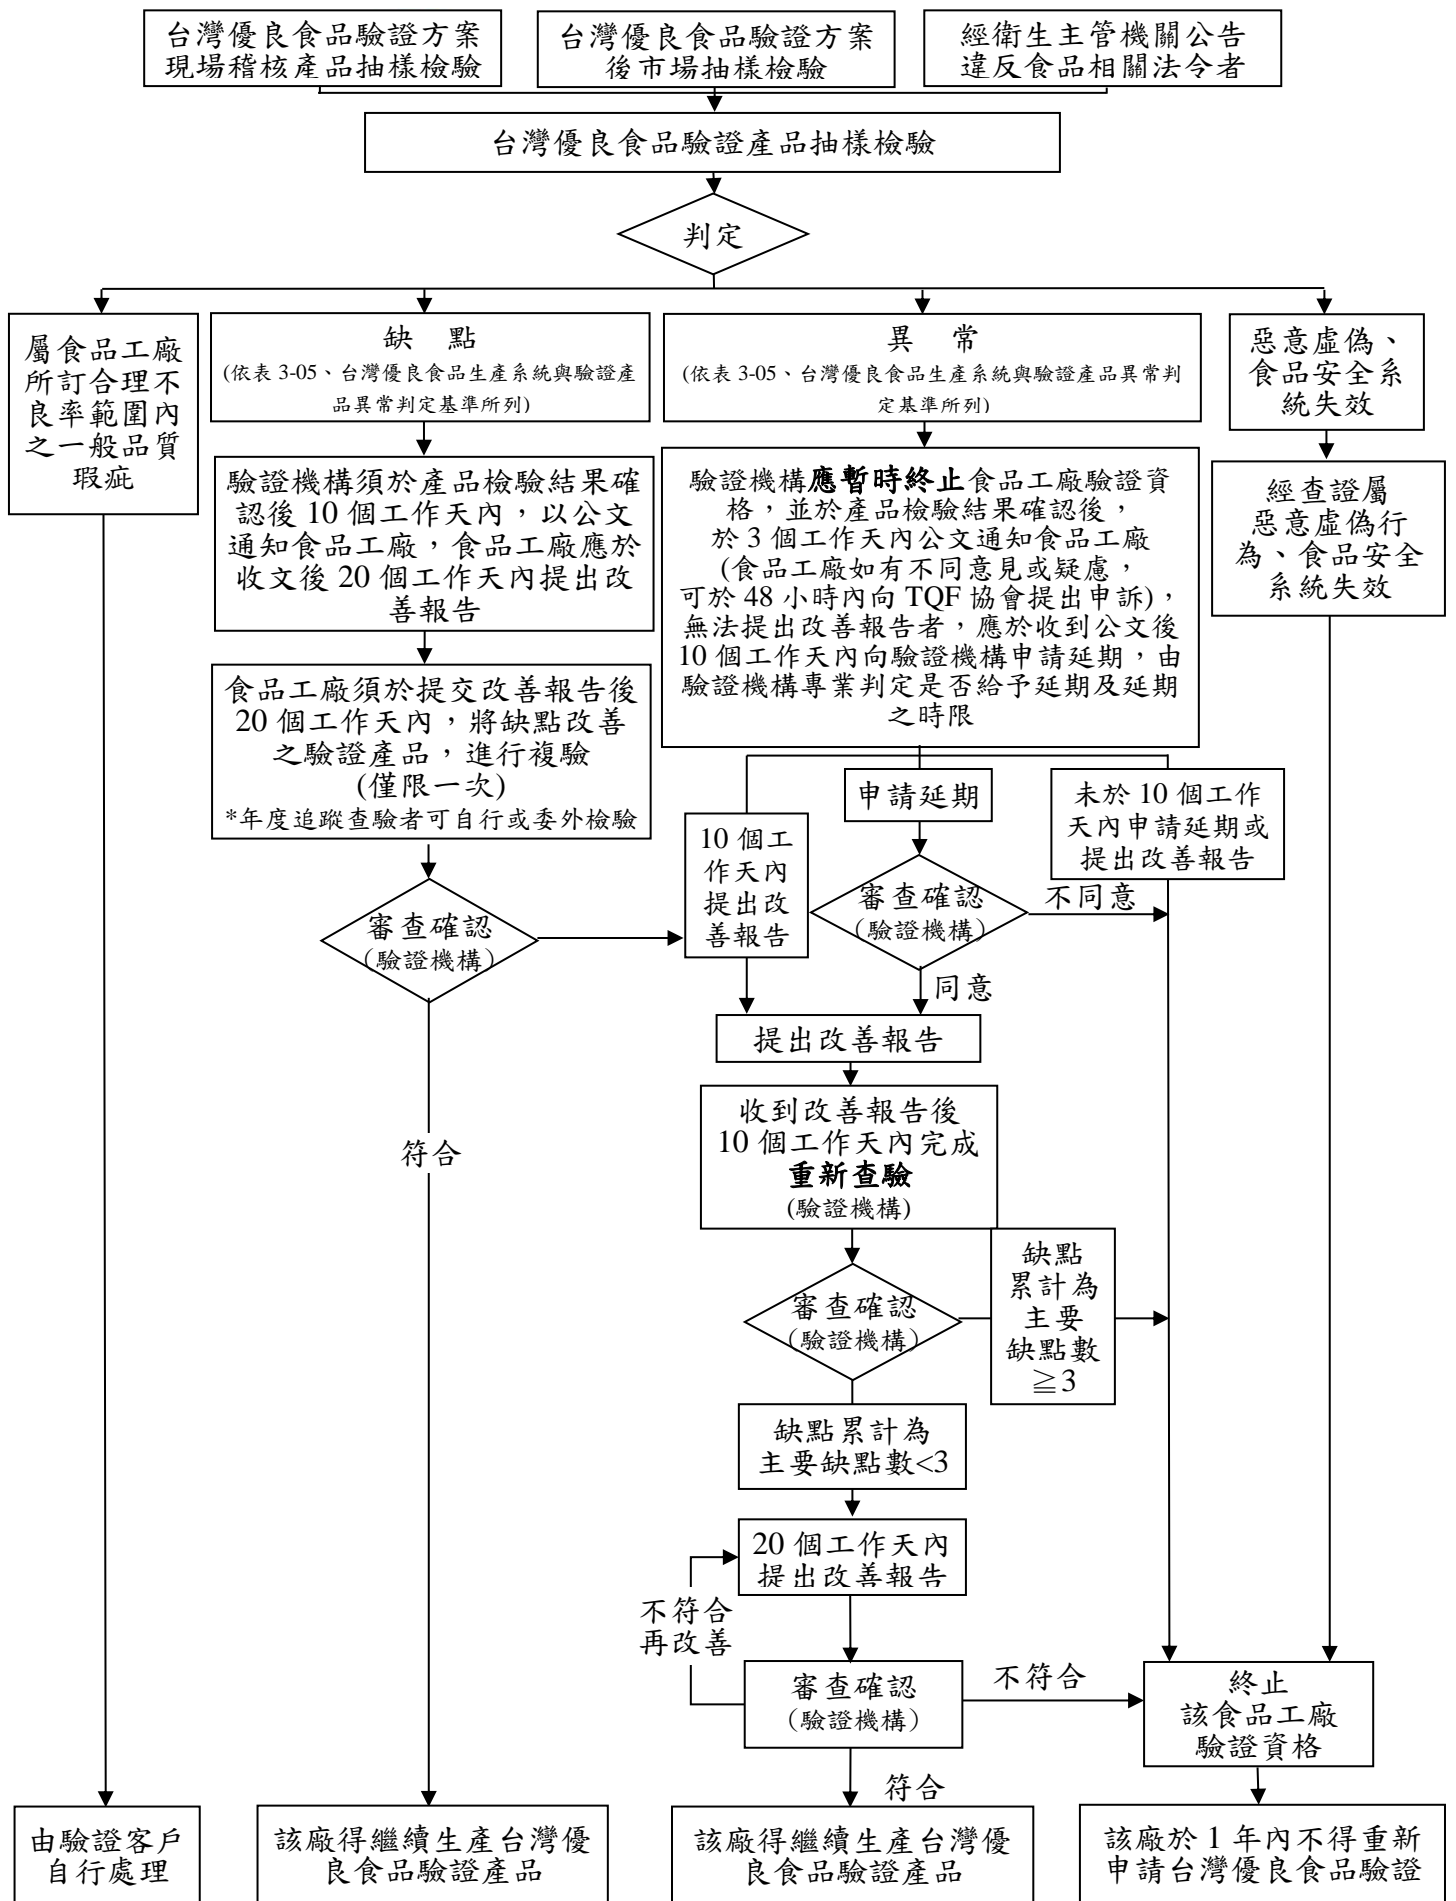 台灣優良食品驗證方案
現場稽核產品抽樣檢驗
台灣優良食品驗證方案
後市場抽樣檢驗
經衛生主管機關公告
違反食品相關法令者
台灣優良食品驗證產品抽樣檢驗
判定
屬食品工廠
所訂合理不
良率範圍內
之一般品質
瑕疵
缺 點
(依表 3-05、台灣優良食品生產系統與驗證產
品異常判定基準所列)
異 常
(依表 3-05、台灣優良食品生產系統與驗證產品異常判
定基準所列)
惡意虛偽、
食品安全系
統失效
驗證機構須於產品檢驗結果確
認後 10 個工作天內，以公文
通知食品工廠，食品工廠應於
收文後 20 個工作天內提出改
善報告
驗證機構應暫時終止食品工廠驗證資
格，並於產品檢驗結果確認後，
於 3 個工作天內公文通知食品工廠
(食品工廠如有不同意見或疑慮，
可於 48 小時內向 TQF 協會提出申訴)，
無法提出改善報告者，應於收到公文後
10 個工作天內向驗證機構申請延期，由
驗證機構專業判定是否給予延期及延期
之時限
經查證屬
惡意虛偽行
為、食品安全
系統失效
食品工廠須於提交改善報告後
20 個工作天內，將缺點改善
之驗證產品，進行複驗
(僅限一次)
*年度追蹤查驗者可自行或委外檢驗
10 個工
作天內
提出改
善報告
申請延期
未於 10 個工作
天內申請延期或
提出改善報告
審查確認
(驗證機構)
審查確認
(驗證機構)
不同意
同意
提出改善報告
收到改善報告後
10 個工作天內完成
重新查驗
(驗證機構)
符合
審查確認
(驗證機構)
缺點
累計為
主要
缺點數
≧3
缺點累計為
主要缺點數<3
20 個工作天內
提出改善報告
不符合
再改善
審查確認
(驗證機構)
不符合
終止
該食品工廠
驗證資格
符合
由驗證客戶
自行處理
該廠得繼續生產台灣優
良食品驗證產品
該廠得繼續生產台灣優
良食品驗證產品
該廠於 1 年內不得重新
申請台灣優良食品驗證